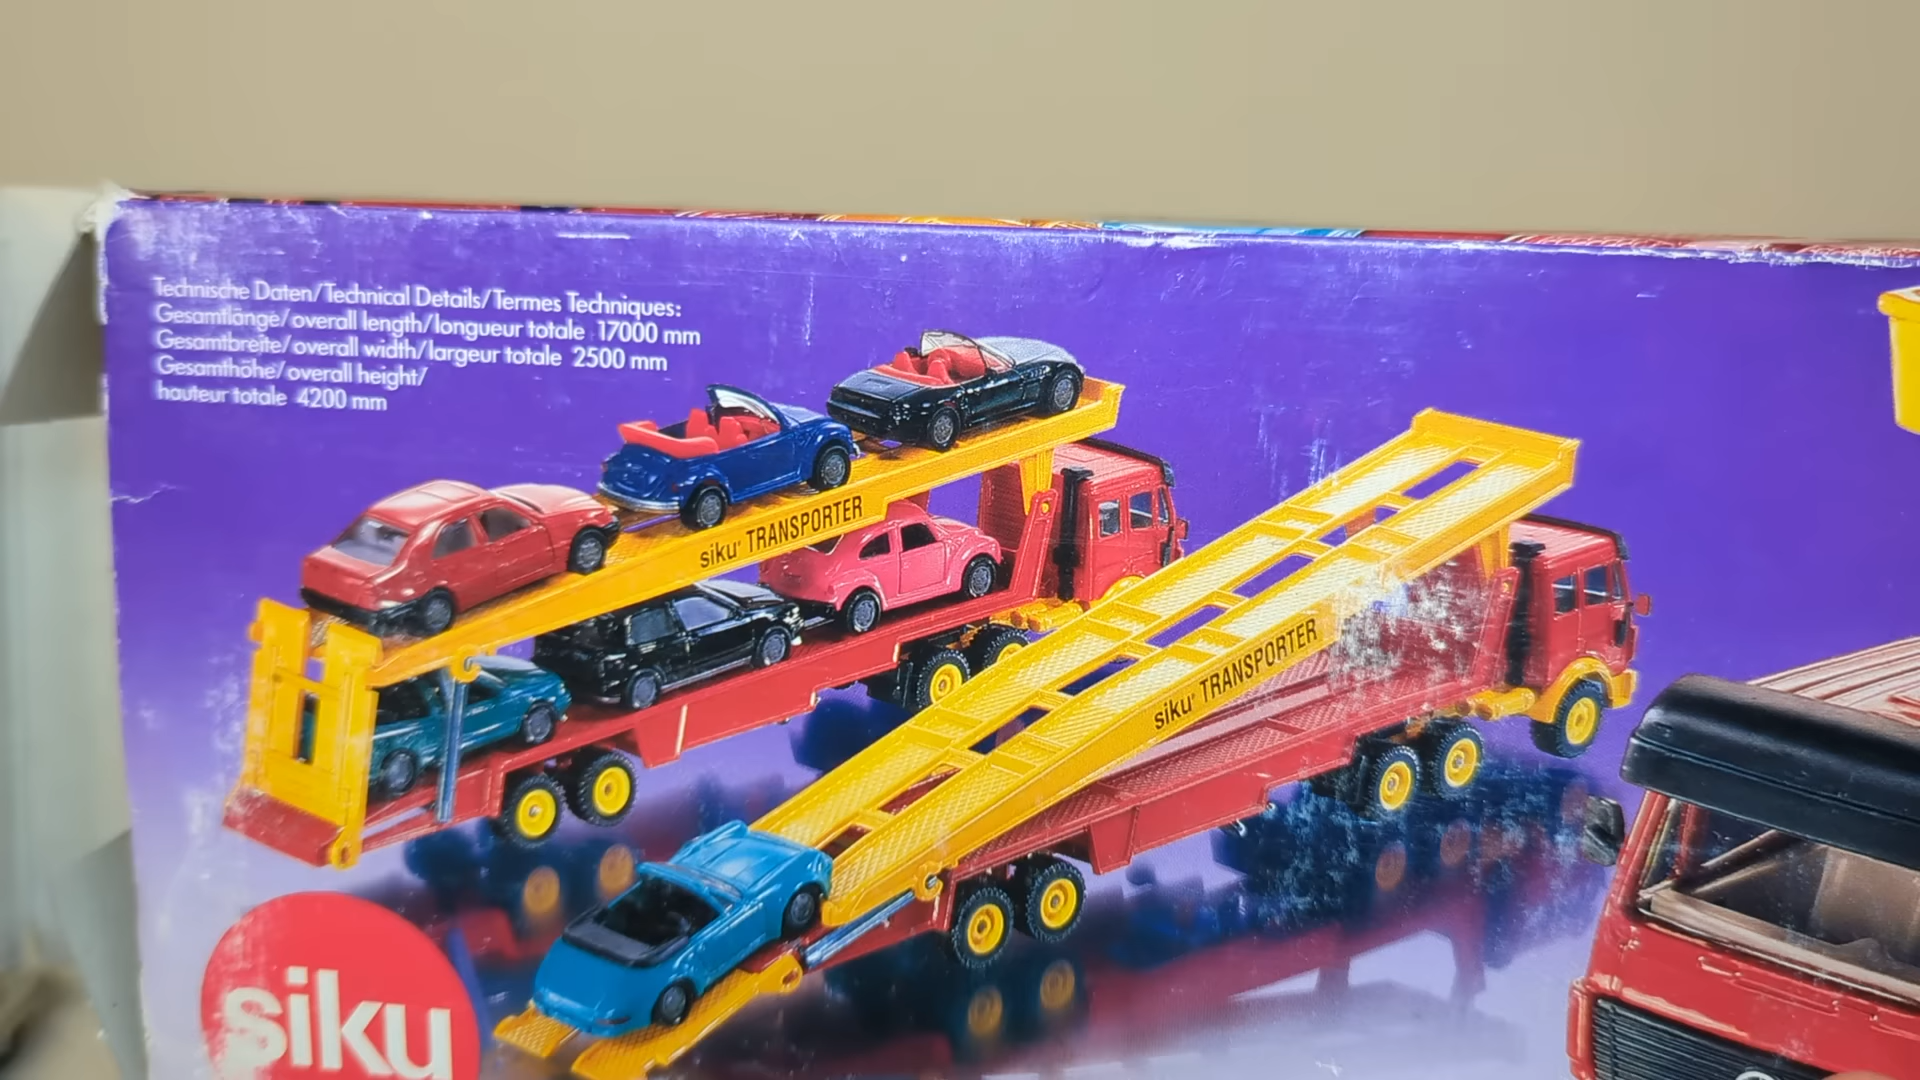 Technische Daten/Technical Details/Termes Techniques:
Gesamtlänge/overall length/longueur totale 17000 mm
Gesamtbreite/overall width/largeur totale 2500 mm
Gesamthöhe/overall height/
hauteur totale 4200 mm
siku® TRANSPORTER
siku® TRANSPORTER
siku